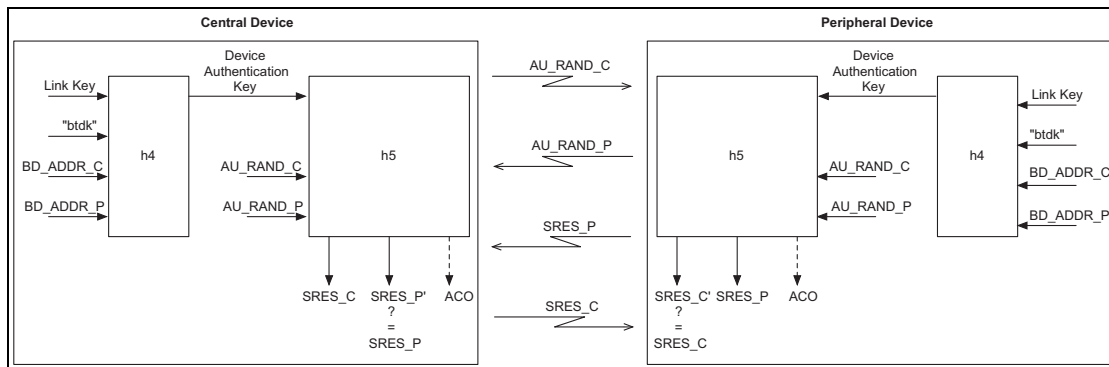 Central Device
Peripheral Device
Device
Authentication
Key
Link Key
"btdk"
BD_ADDR_C
BD_ADDR_P
h4
AU_RAND_C
AU_RAND_P
h5
SRES_C
SRES_P'
?
=
SRES_P
ACO
AU_RAND_C
AU_RAND_P
SRES_P
SRES_C
Device
Authentication
Key
h5
AU_RAND_C
AU_RAND_P
h4
Link Key
"btdk"
BD_ADDR_C
BD_ADDR_P
SRES_C'
?
=
SRES_C
SRES_P
ACO